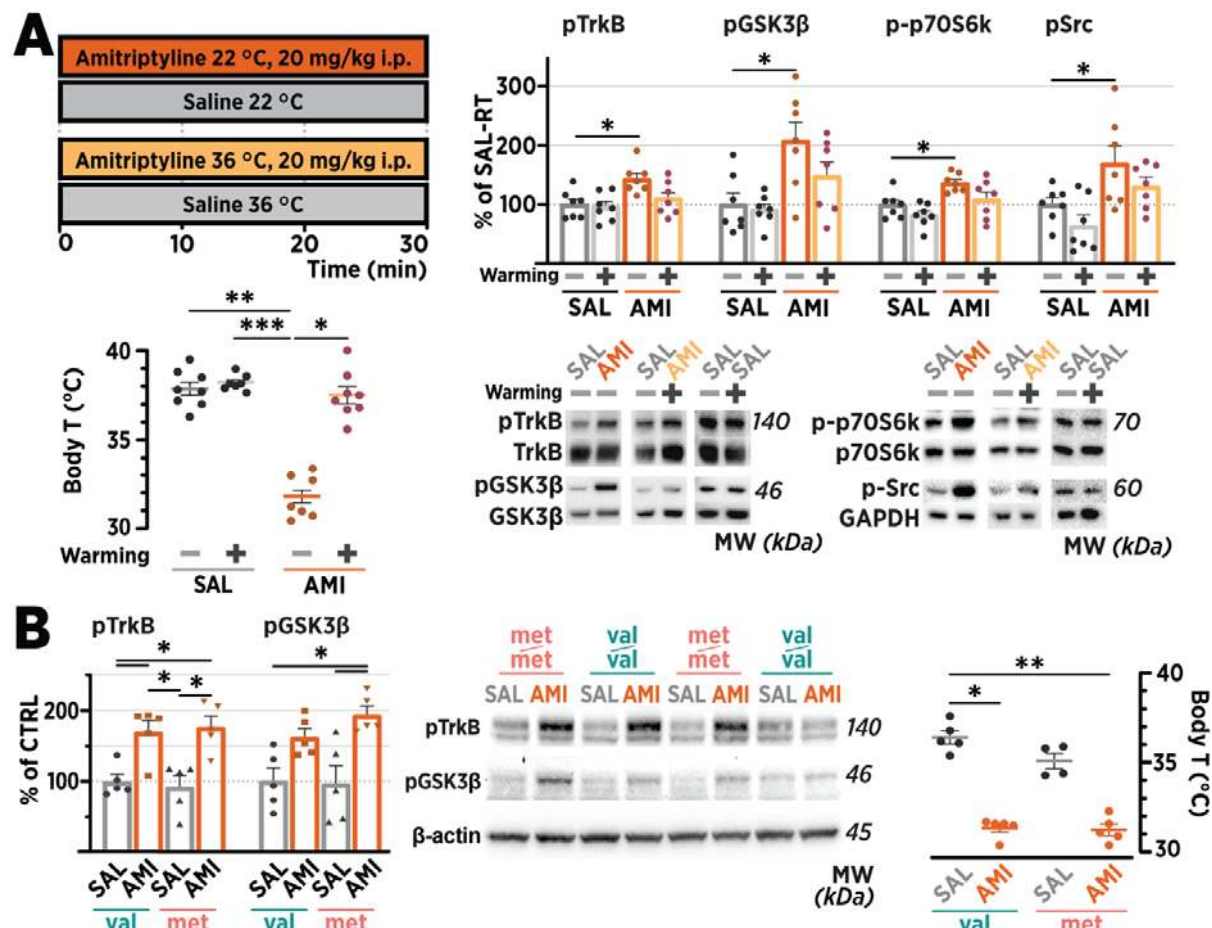 A
Amitriptyline 22 °C, 20 mg/kg i.p.
Saline 22 °C
Amitriptyline 36 °C, 20 mg/kg i.p.
Saline 36 °C
0 10 20 30
Time (min)
** 
*** *
40
35
30
Body T (°C)
Warming − + − +
SAL AMI
pTrkB pGSK3β p-p70S6k pSrc
* * * *
300
200
100
% of SAL-RT
Warming − + − + − + − + − + − + − + − +
SAL AMI SAL AMI SAL AMI SAL AMI
SAL AMI SAL AMI SAL SAL
Warming − − − + − +
pTrkB 140
TrkB
pGSK3β 46
GSK3β
MW (kDa)
SAL AMI SAL AMI SAL SAL
− − − + − +
p-p70S6k 70
p70S6k
p-Src 60
GAPDH
MW (kDa)
B
pTrkB pGSK3β
* *
* *
200
100
% of CTRL
SAL AMI SAL AMI SAL AMI SAL AMI
val met val met
met val met val
met val met val
SAL AMI SAL AMI SAL AMI SAL AMI
pTrkB 140
pGSK3β 46
β-actin 45
MW
(kDa)
**
*
40
35
30
Body T (°C)
SAL AMI SAL AMI
val met